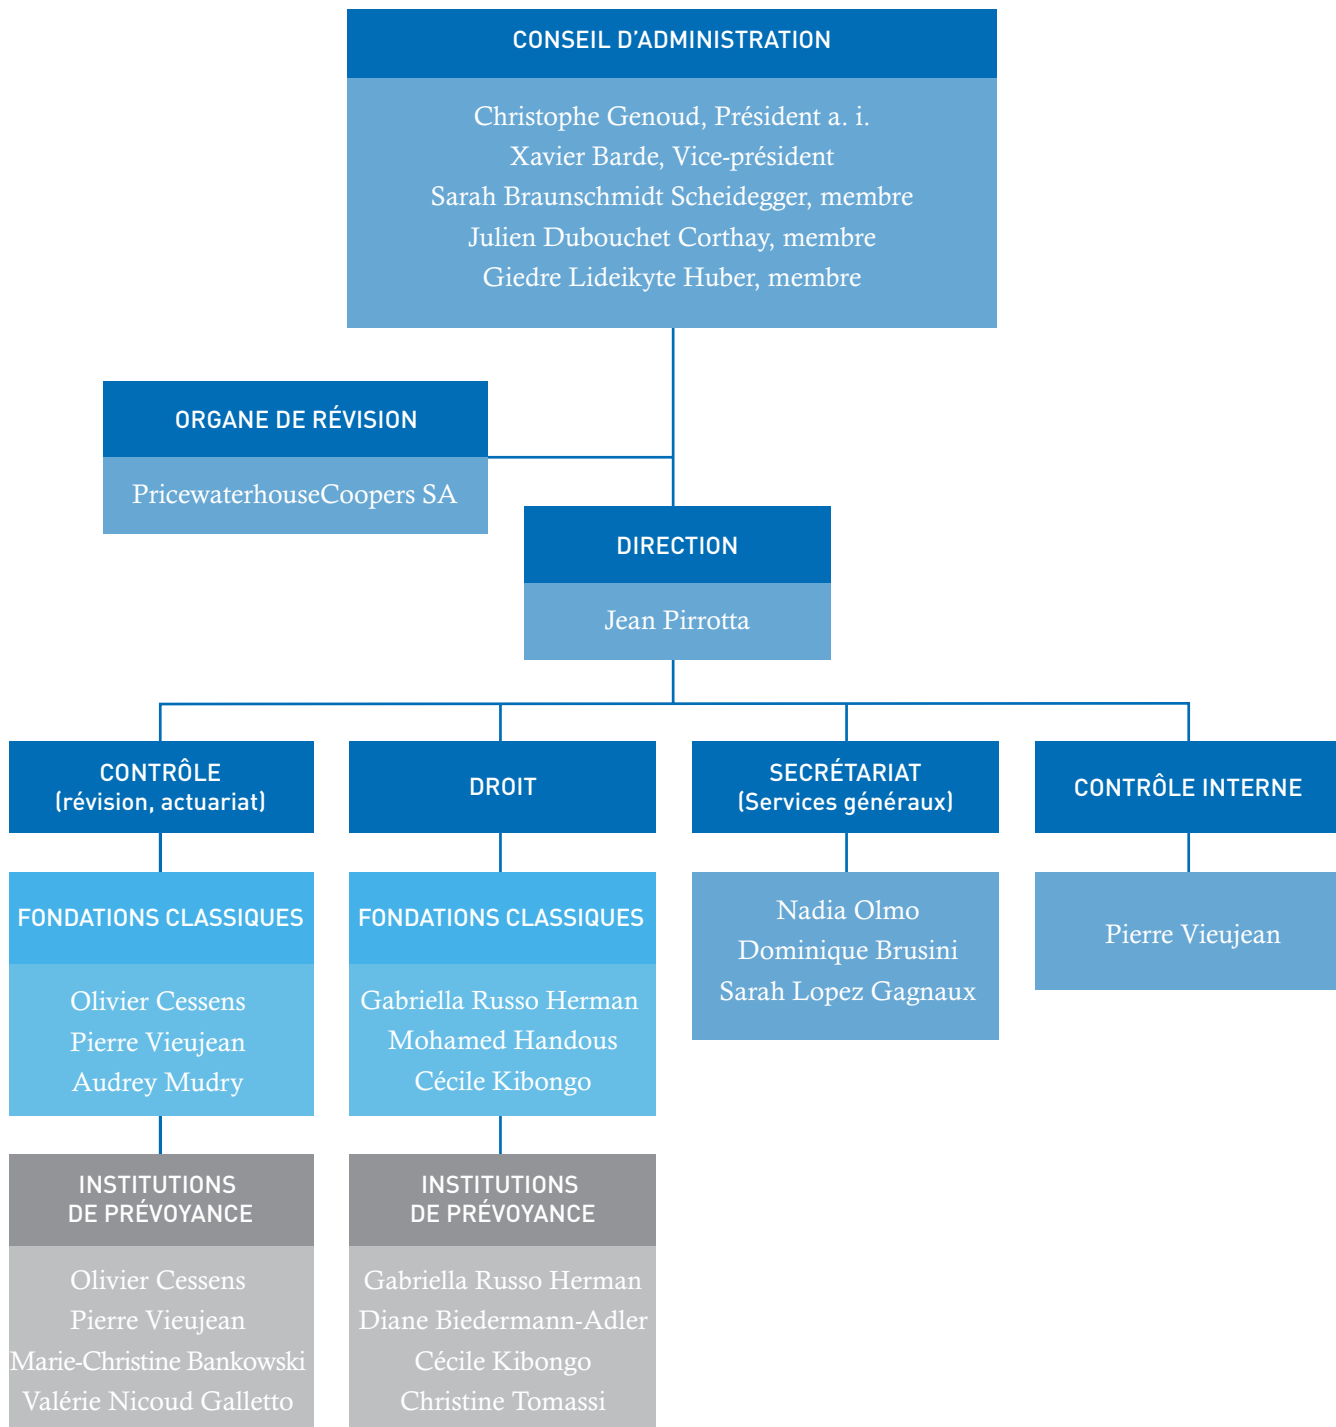 CONSEIL D'ADMINISTRATION
Christophe Genoud, Président a. i.
Xavier Barde, Vice-président
Sarah Braunschmidt Scheidegger, membre
Julien Dubouchet Corthay, membre
Giedre Lideikyte Huber, membre
ORGANE DE RÉVISION
PricewaterhouseCoopers SA
DIRECTION
Jean Pirrotta
CONTRÔLE
(révision, actuariat)
FONDATIONS CLASSIQUES
Olivier Cessens
Pierre Vieujean
Audrey Mudry
INSTITUTIONS
DE PRÉVOYANCE
Olivier Cessens
Pierre Vieujean
Marie-Christine Bankowski
Valérie Nicoud Galletto
DROIT
FONDATIONS CLASSIQUES
Gabriella Russo Herman
Mohamed Handous
Cécile Kibongo
INSTITUTIONS
DE PRÉVOYANCE
Gabriella Russo Herman
Diane Biedermann-Adler
Cécile Kibongo
Christine Tomassi
SECRÉTARIAT
(Services généraux)
Nadia Olmo
Dominique Brusini
Sarah Lopez Gagnaux
CONTRÔLE INTERNE
Pierre Vieujean